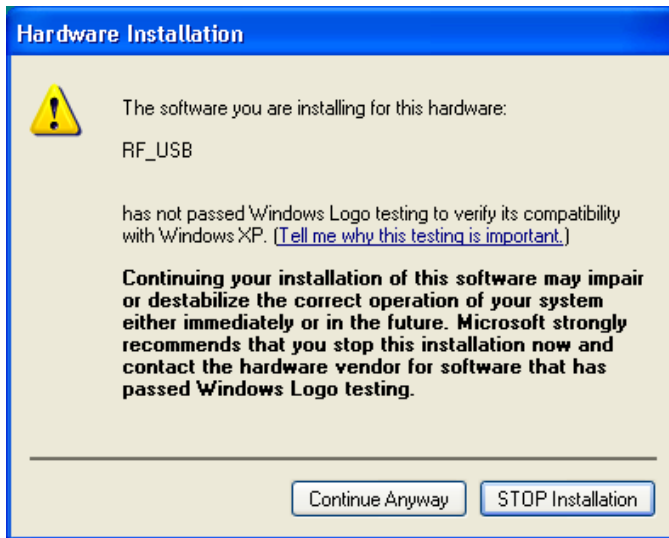 Hardware Installation
The software you are installing for this hardware:
RF_USB
has not passed Windows Logo testing to verify its compatibility
with Windows XP. (Tell me why this testing is important.)
Continuing your installation of this software may impair
or destabilize the correct operation of your system
either immediately or in the future. Microsoft strongly
recommends that you stop this installation now and
contact the hardware vendor for software that has
passed Windows Logo testing.
Continue Anyway
STOP Installation